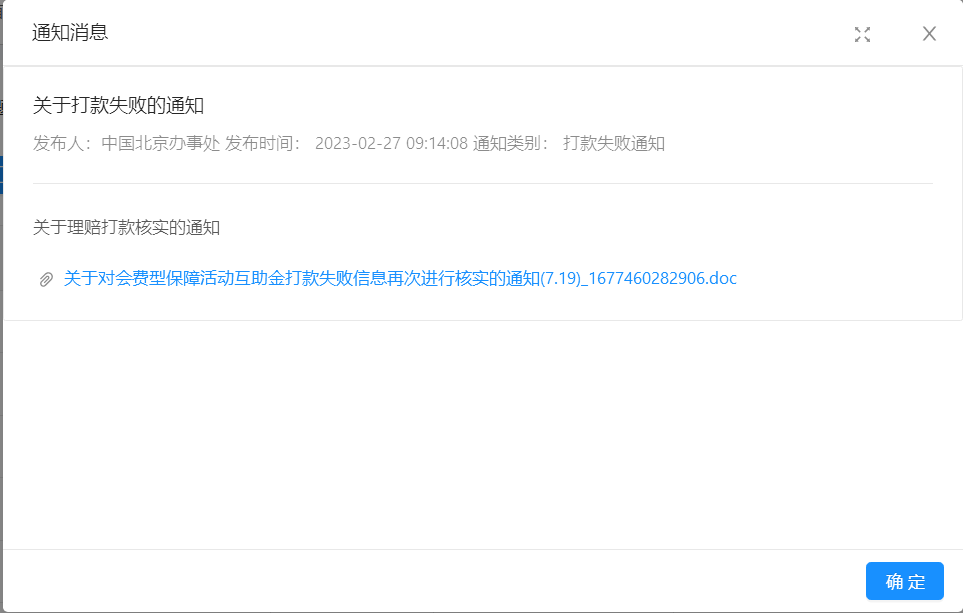 通知消息
关于打款失败的通知
发布人：中国北京办事处 发布时间： 2023-02-27 09:14:08 通知类别： 打款失败通知
关于理赔打款核实的通知
关于对会费型保障活动互助金打款失败信息再次进行核实的通知(7.19)_1677460282906.doc
确 定